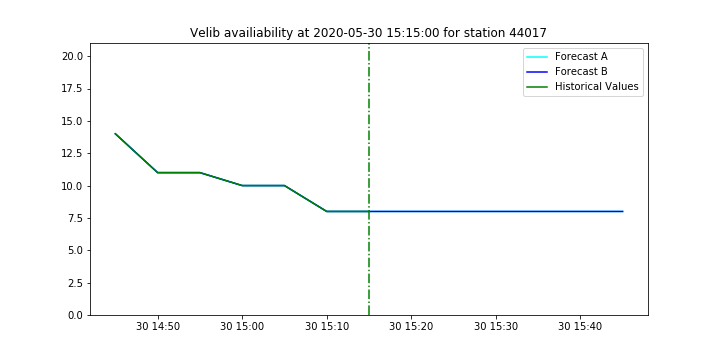 Velib availiability at 2020-05-30 15:15:00 for station 44017
20.0
17.5
15.0
12.5
10.0
7.5
5.0
2.5
0.0
Forecast A
Forecast B
Historical Values
30 14:50 30 15:00 30 15:10 30 15:20 30 15:30 30 15:40